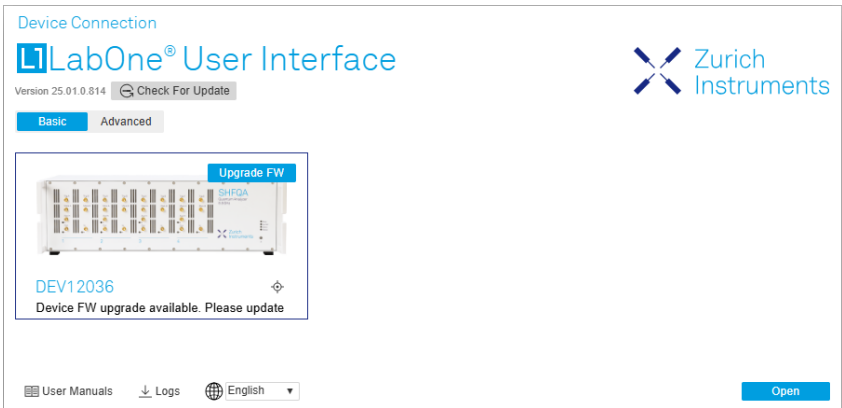 Device Connection
L1 LabOne® User Interface
Zurich
Instruments
Version 25.01.0.814 Check For Update
Basic Advanced
Upgrade FW
SHFQA
Zurich
Instruments
DEV12036
Device FW upgrade available. Please update
User Manuals Logs English Open